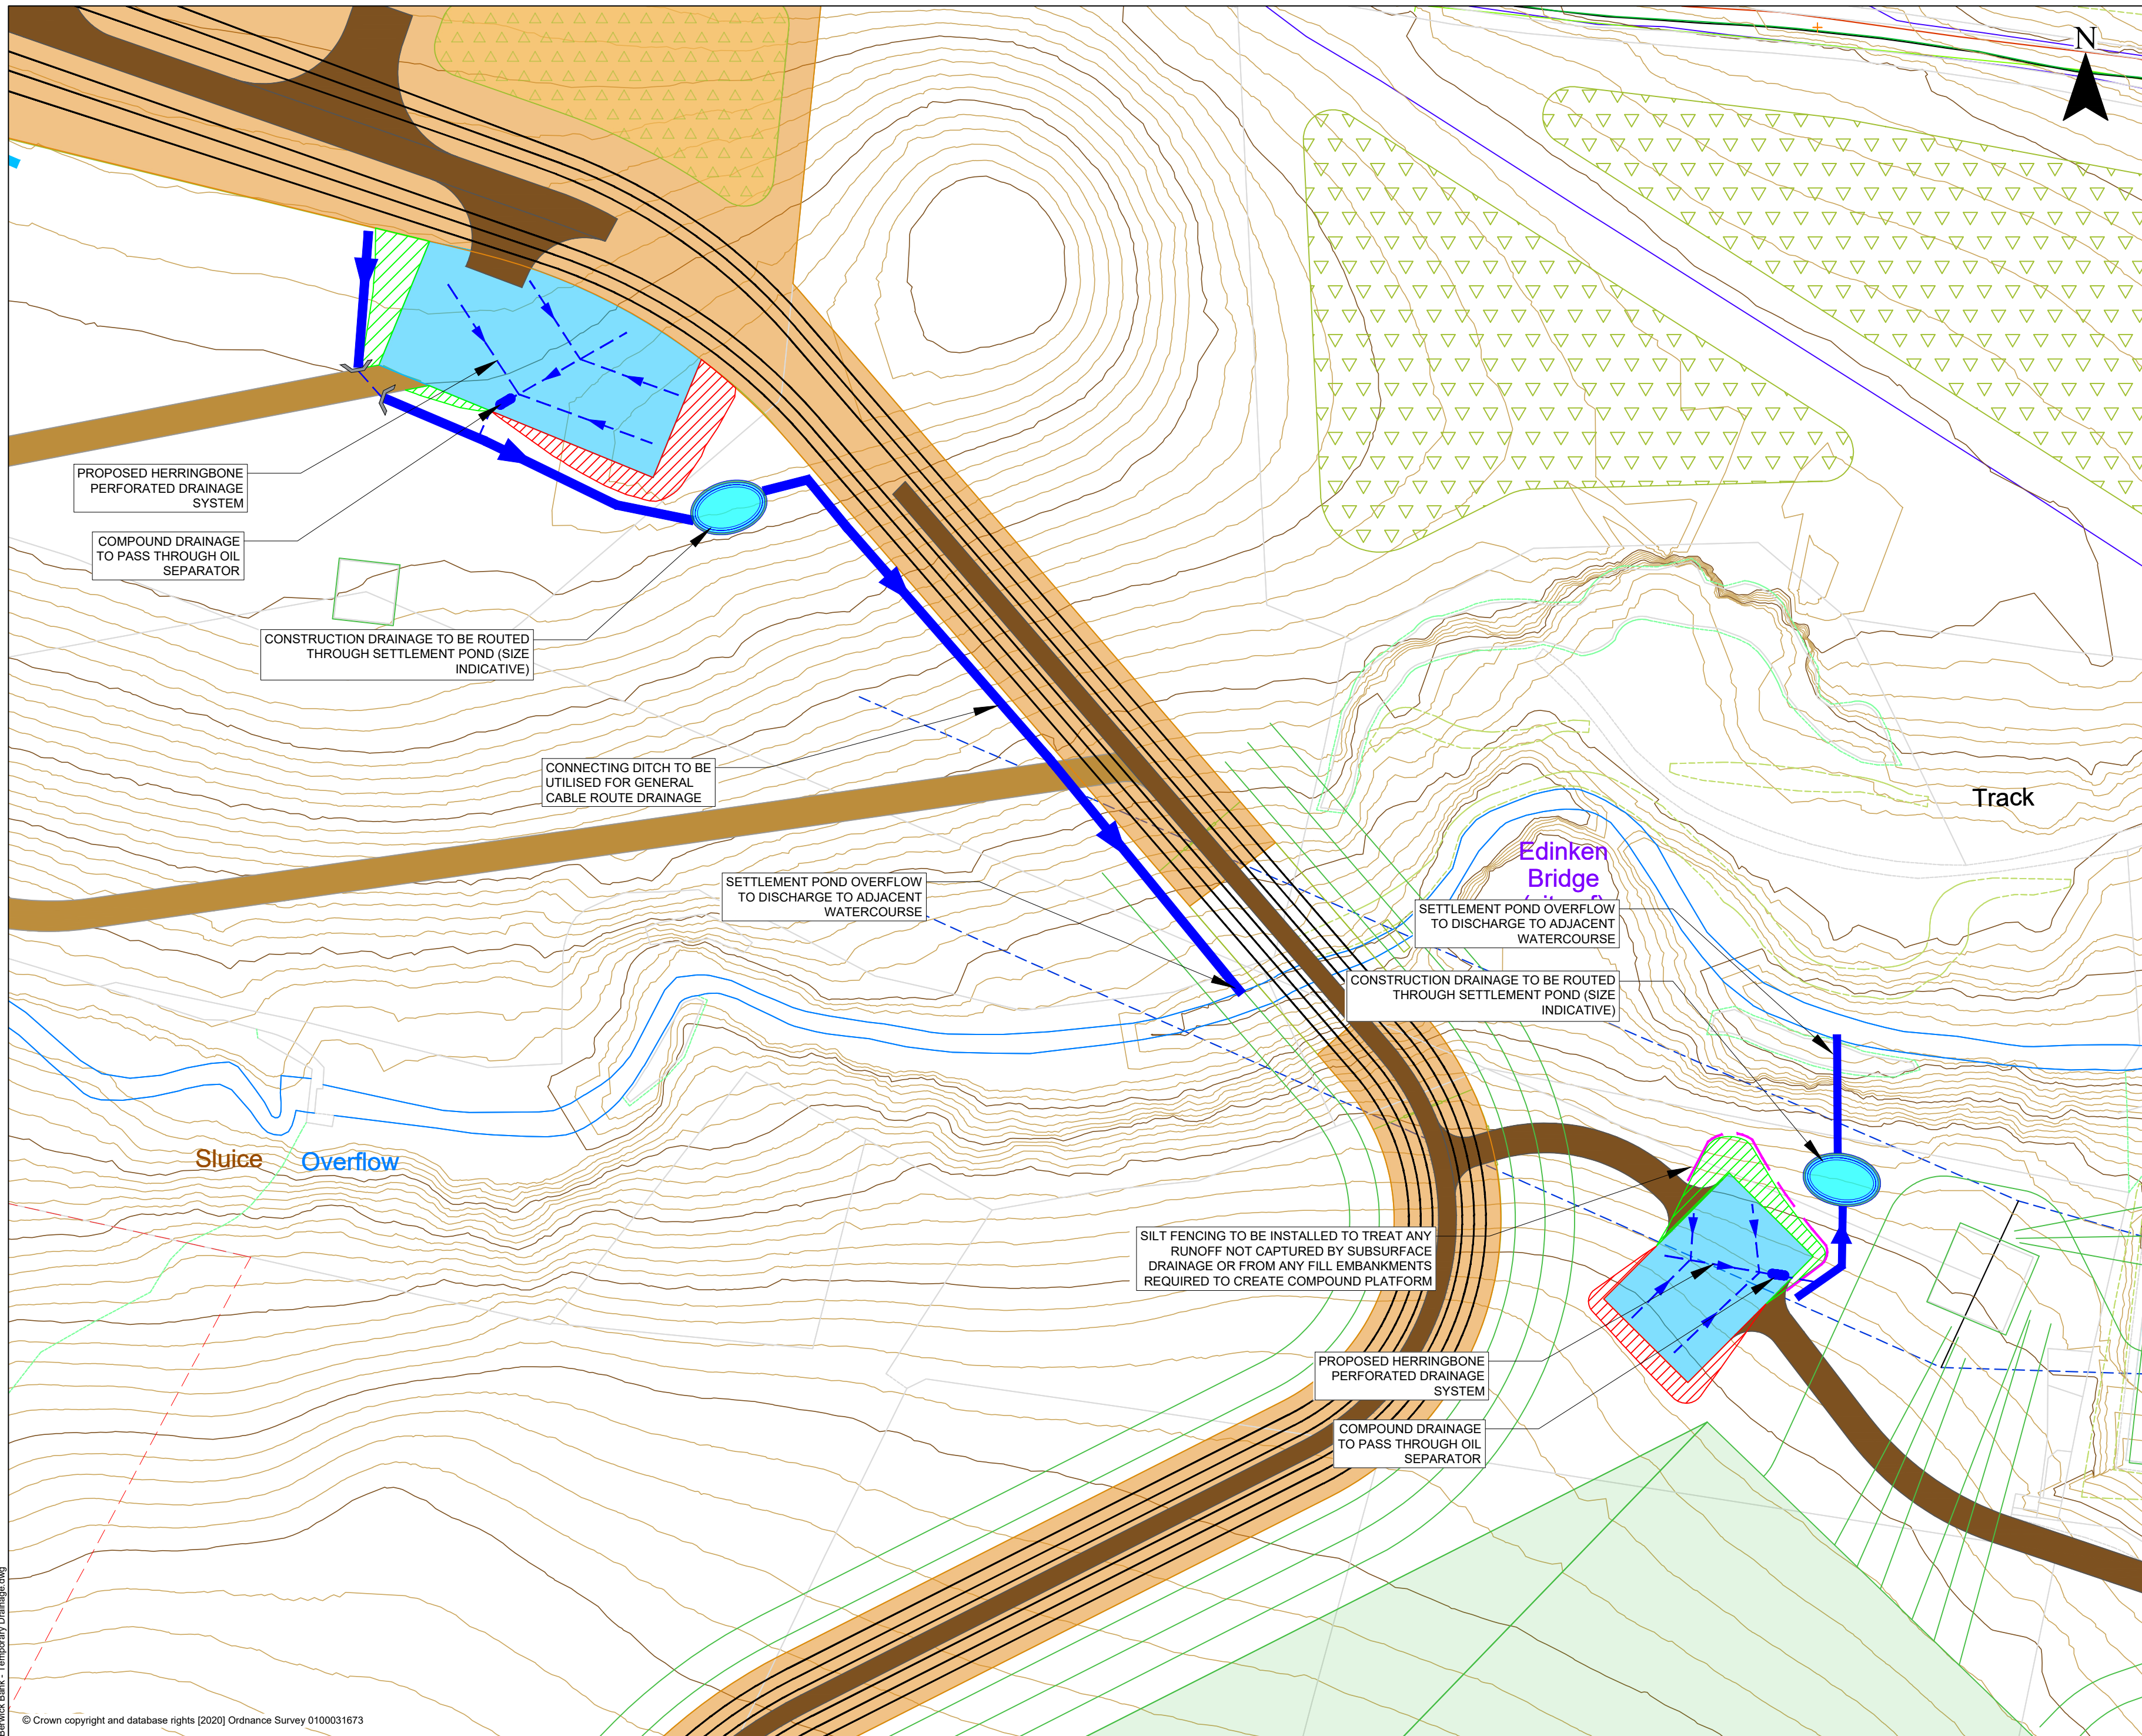 N
PROPOSED HERRINGBONE
PERFORATED DRAINAGE
SYSTEM
COMPOUND DRAINAGE
TO PASS THROUGH OIL
SEPARATOR
CONSTRUCTION DRAINAGE TO BE ROUTED
THROUGH SETTLEMENT POND (SIZE
INDICATIVE)
CONNECTING DITCH TO BE
UTILISED FOR GENERAL
CABLE ROUTE DRAINAGE
Track
SETTLEMENT POND OVERFLOW
TO DISCHARGE TO ADJACENT
WATERCOURSE
Edinken
Bridge
SETTLEMENT POND OVERFLOW
TO DISCHARGE TO ADJACENT
WATERCOURSE
CONSTRUCTION DRAINAGE TO BE ROUTED
THROUGH SETTLEMENT POND (SIZE
INDICATIVE)
Sluice
Overflow
SILT FENCING TO BE INSTALLED TO TREAT ANY
RUNOFF NOT CAPTURED BY SUBSURFACE
DRAINAGE OR FROM ANY FILL EMBANKMENTS
REQUIRED TO CREATE COMPOUND PLATFORM
PROPOSED HERRINGBONE
PERFORATED DRAINAGE
SYSTEM
COMPOUND DRAINAGE
TO PASS THROUGH OIL
SEPARATOR
Berwick Bank - Temporary Drainage.dwg
© Crown copyright and database rights [2020] Ordnance Survey 0100031673